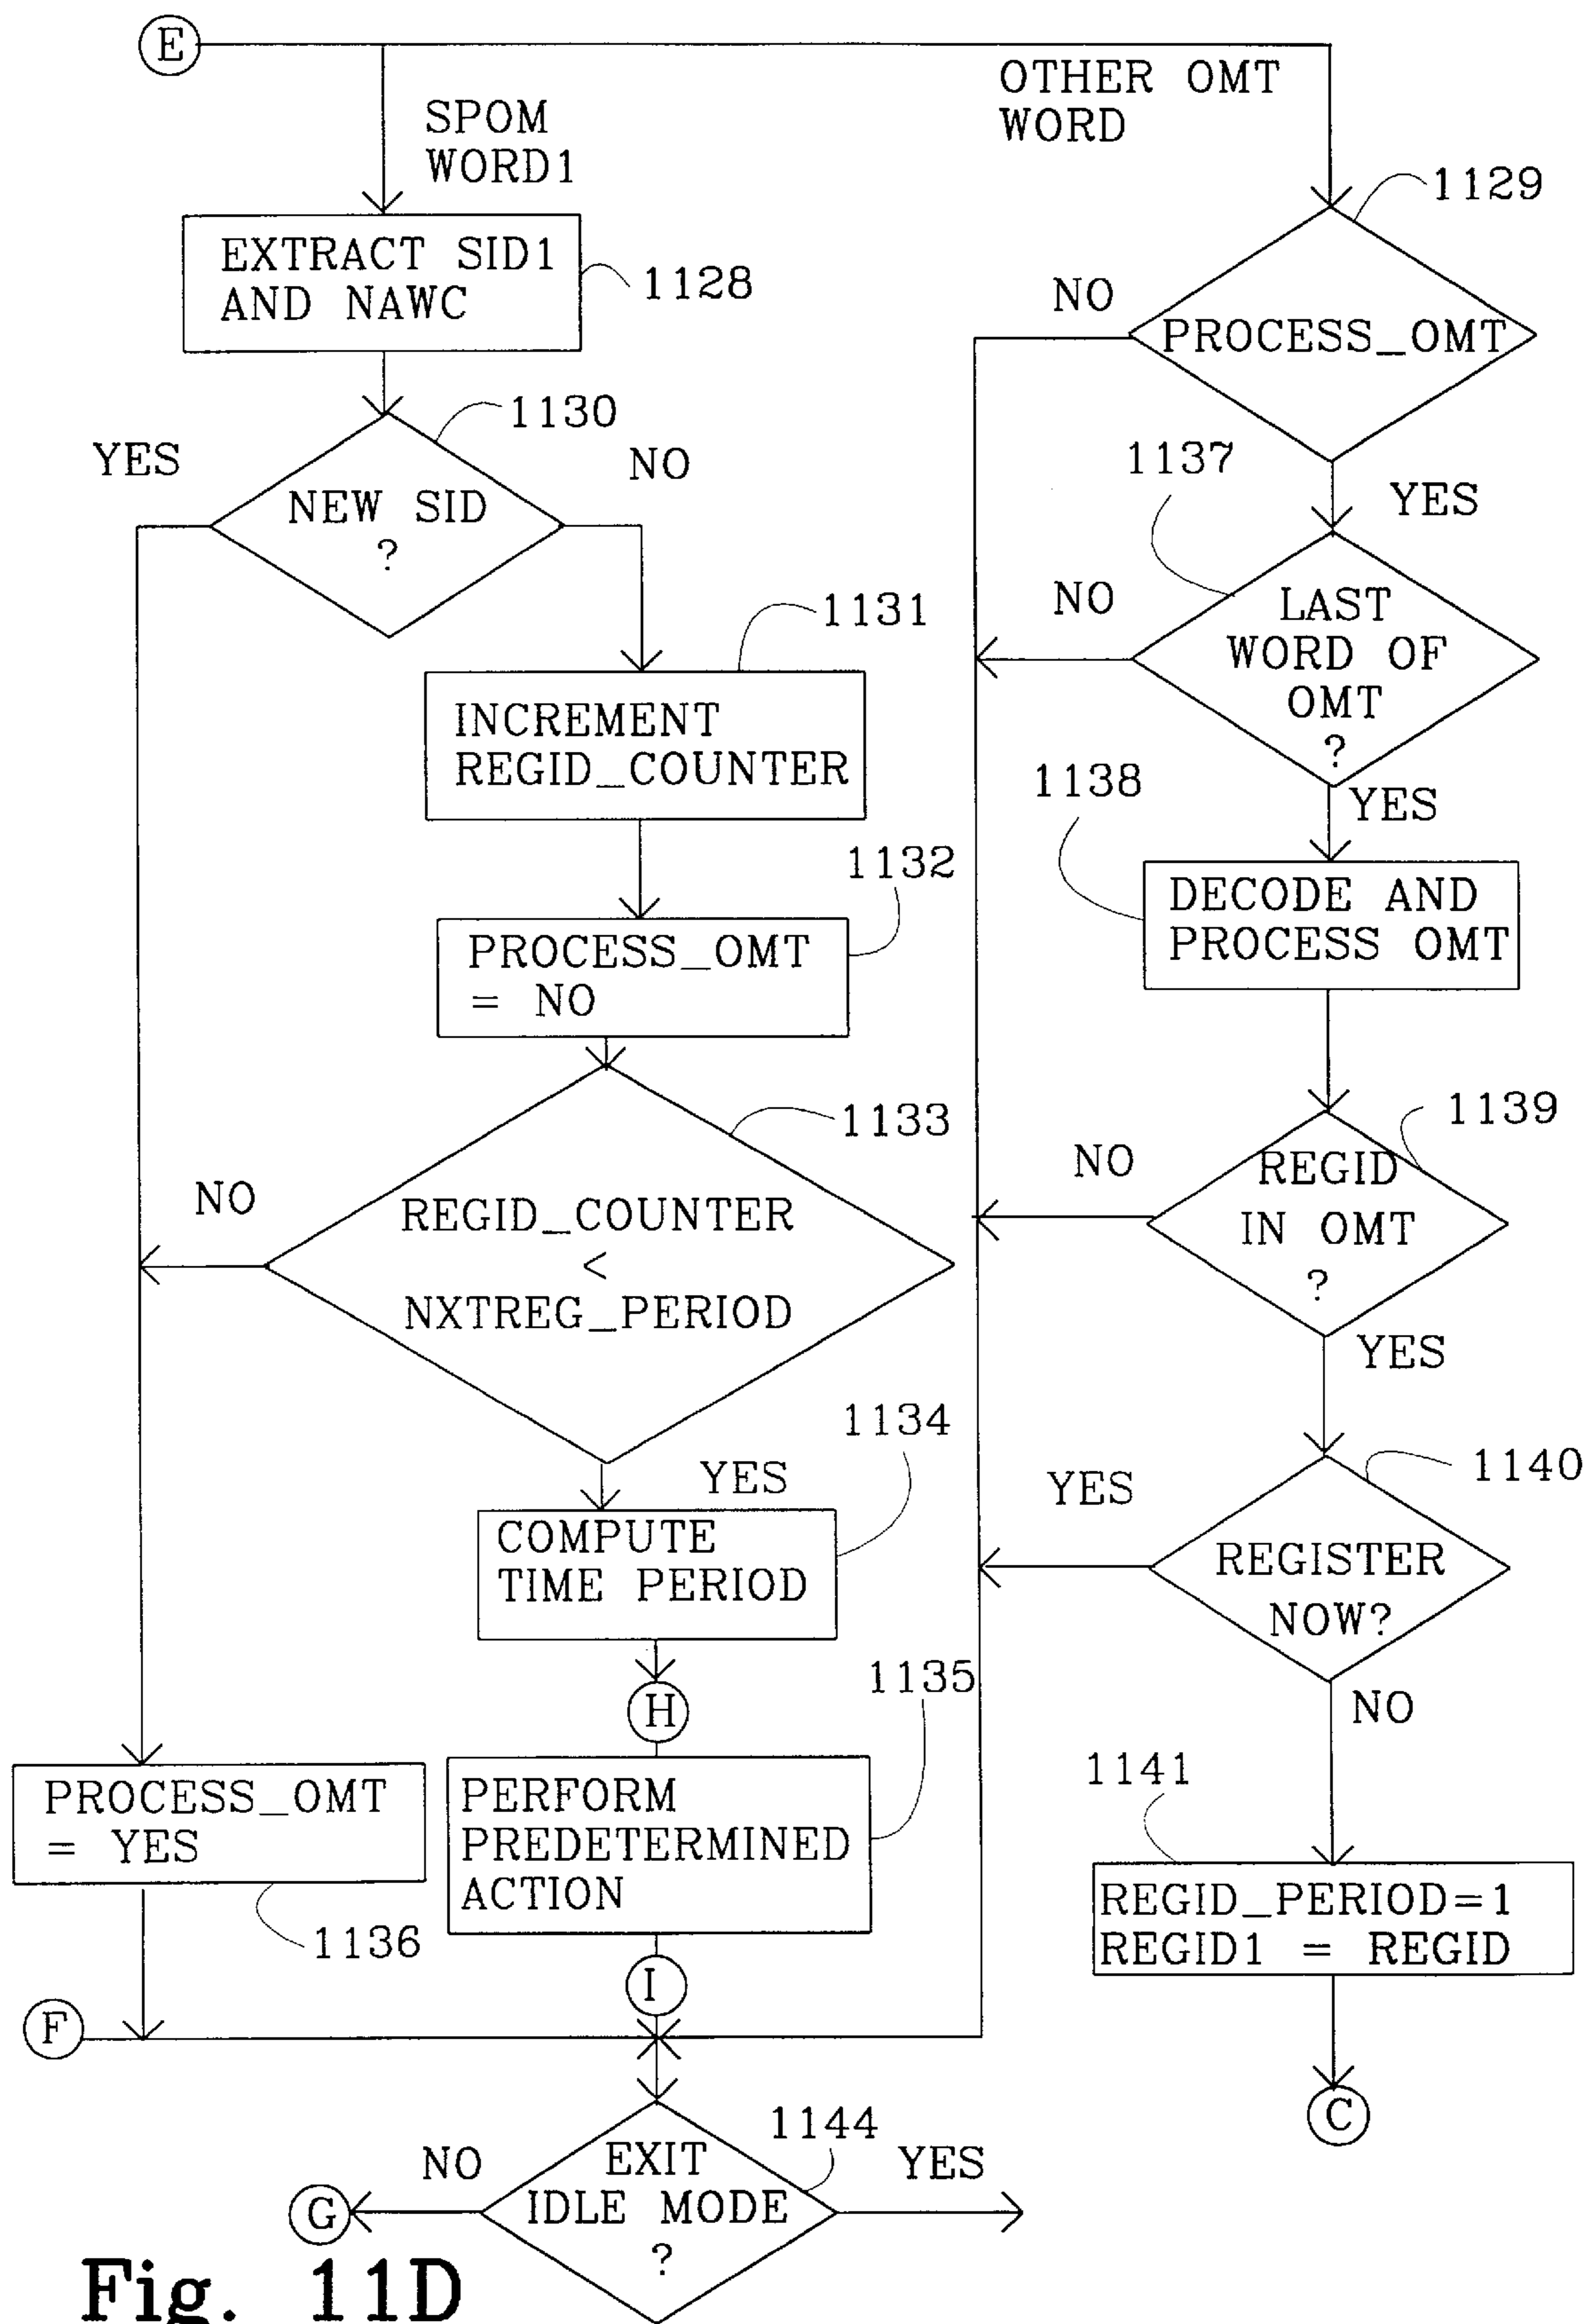 E
SPOM
WORD1
OTHER OMT
WORD
EXTRACT SID1
AND NAWC
1128
1129
NO
PROCESS_OMT
YES
1130
YES
NO
NEW SID
?
1137
NO
LAST
WORD OF
OMT
?
YES
1131
INCREMENT
REGID_COUNTER
1138
DECODE AND
PROCESS OMT
1132
PROCESS_OMT
= NO
1133
NO
REGID_COUNTER
<
NXTREG_PERIOD
YES
1139
NO
REGID
IN OMT
?
YES
1134
COMPUTE
TIME PERIOD
1140
YES
REGISTER
NOW?
NO
H
1135
PERFORM
PREDETERMINED
ACTION
PROCESS_OMT
= YES
1136
1141
REGID_PERIOD=1
REGID1 = REGID
I
F
C
1144
NO
EXIT
IDLE MODE
?
YES
G
Fig. 11D